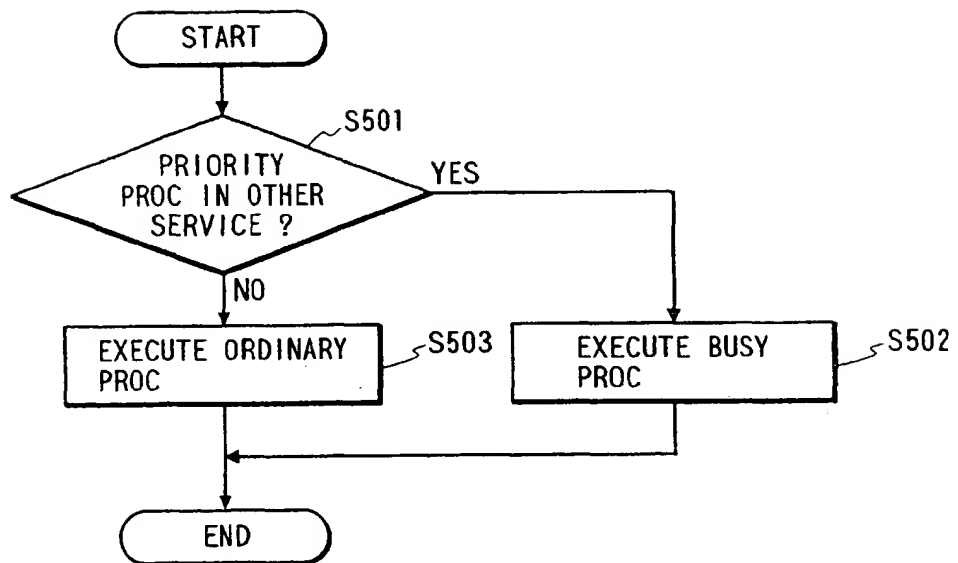 START
S501
PRIORITY
PROC IN OTHER
SERVICE ?
YES
NO
EXECUTE ORDINARY
PROC
S503
EXECUTE BUSY
PROC
S502
END